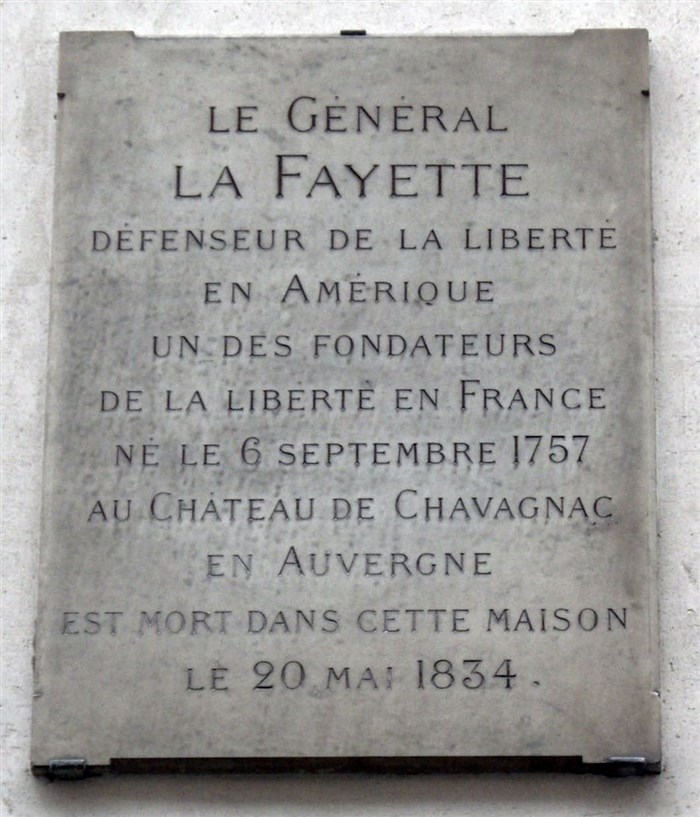 LE GÉNÉRAL
LA FAYETTE
DÉFENSEUR DE LA LIBERTÉ
EN AMÉRIQUE
UN DES FONDATEURS
DE LA LIBERTÉ EN FRANCE
NÉ LE 6 SEPTEMBRE 1757
AU CHÂTEAU DE CHAVAGNAC
EN AUVERGNE
EST MORT DANS CETTE MAISON
LE 20 MAI 1834.